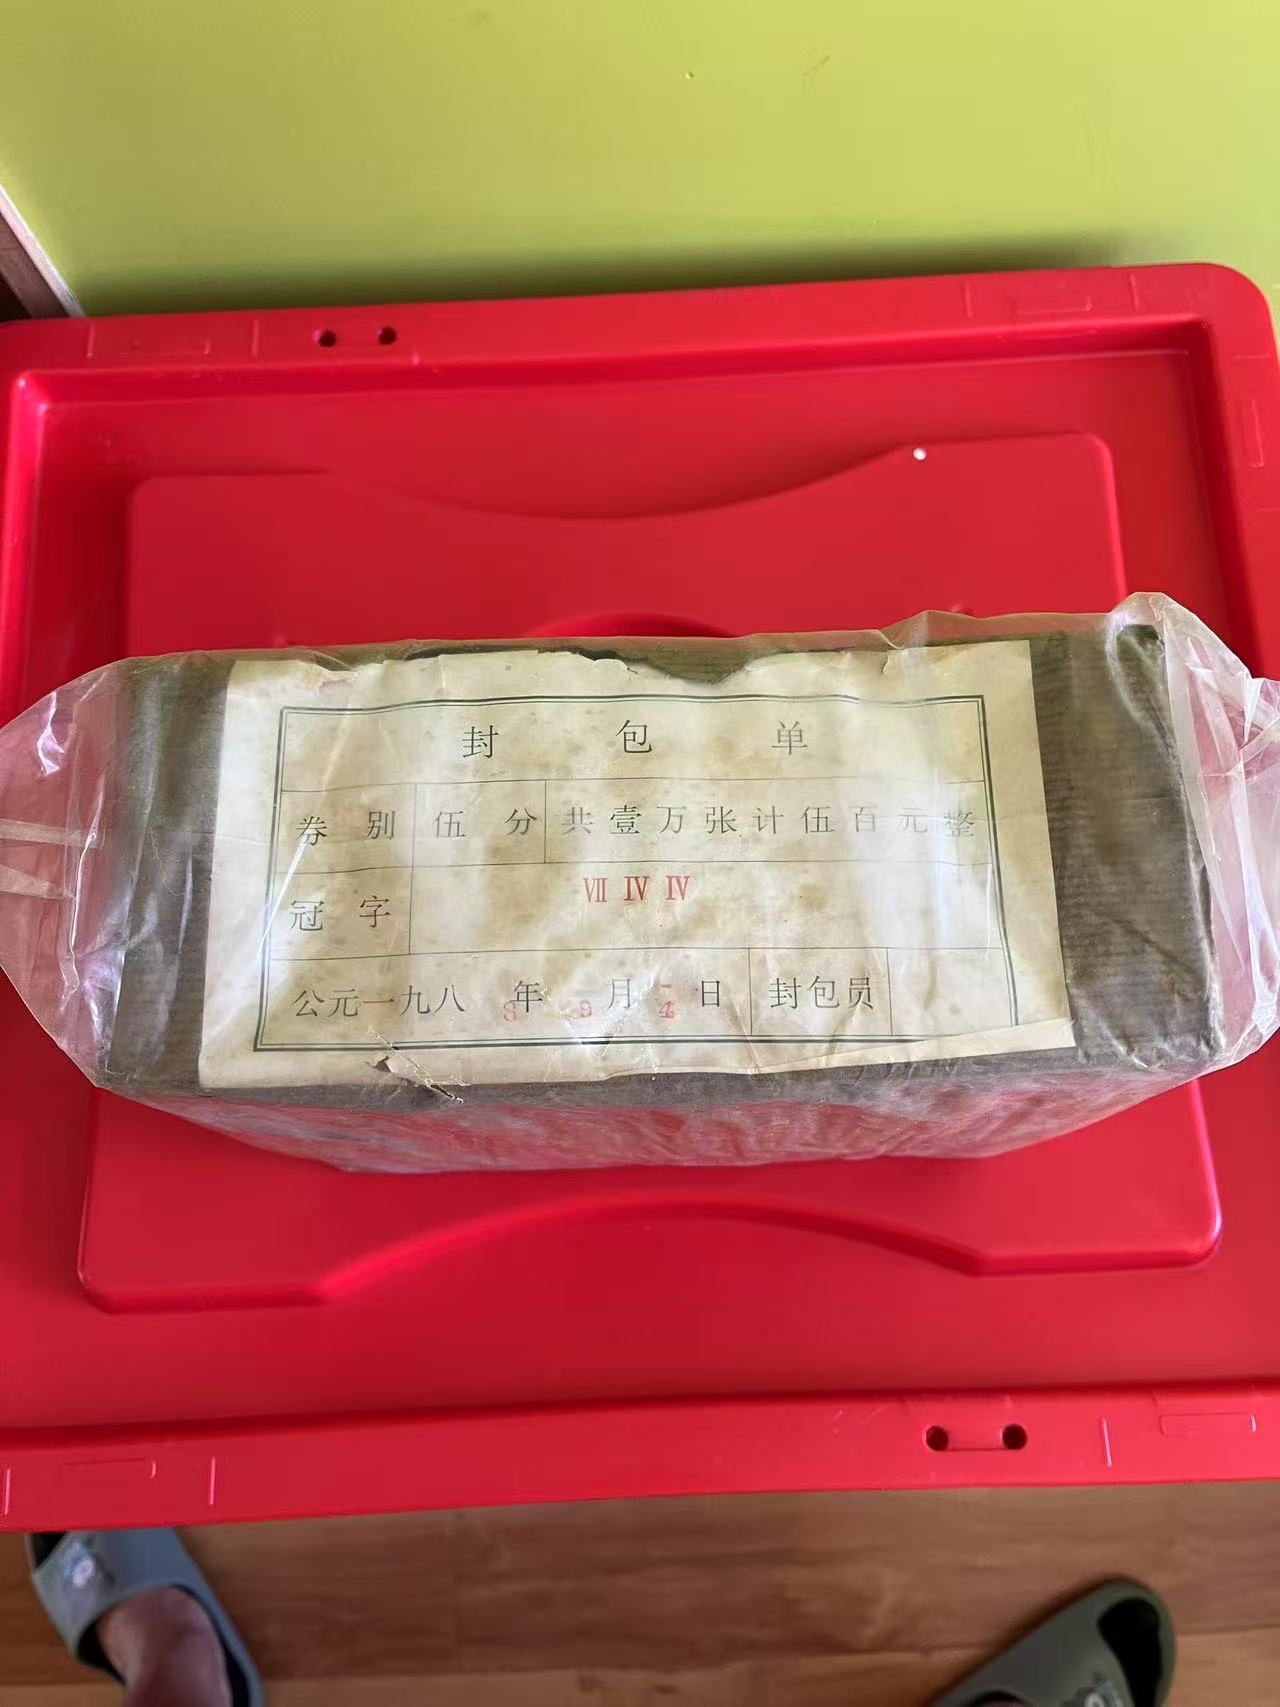 封包单
券别 伍分 共壹万张计伍百元整
冠字 Ⅶ Ⅳ Ⅳ
公元一九八8年9月4日 封包员